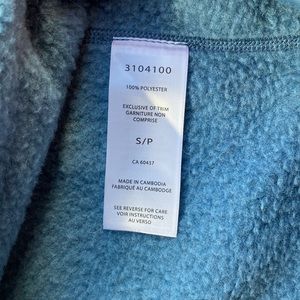 3104100
100% POLYESTER
EXCLUSIVE OF TRIM
GARNITURE NON
COMPRISE
S/P
CA 60437
MADE IN CAMBODIA
FABRIQUÉ AU CAMBODGE
SEE REVERSE FOR CARE
VOIR INSTRUCTIONS
AU VERSO